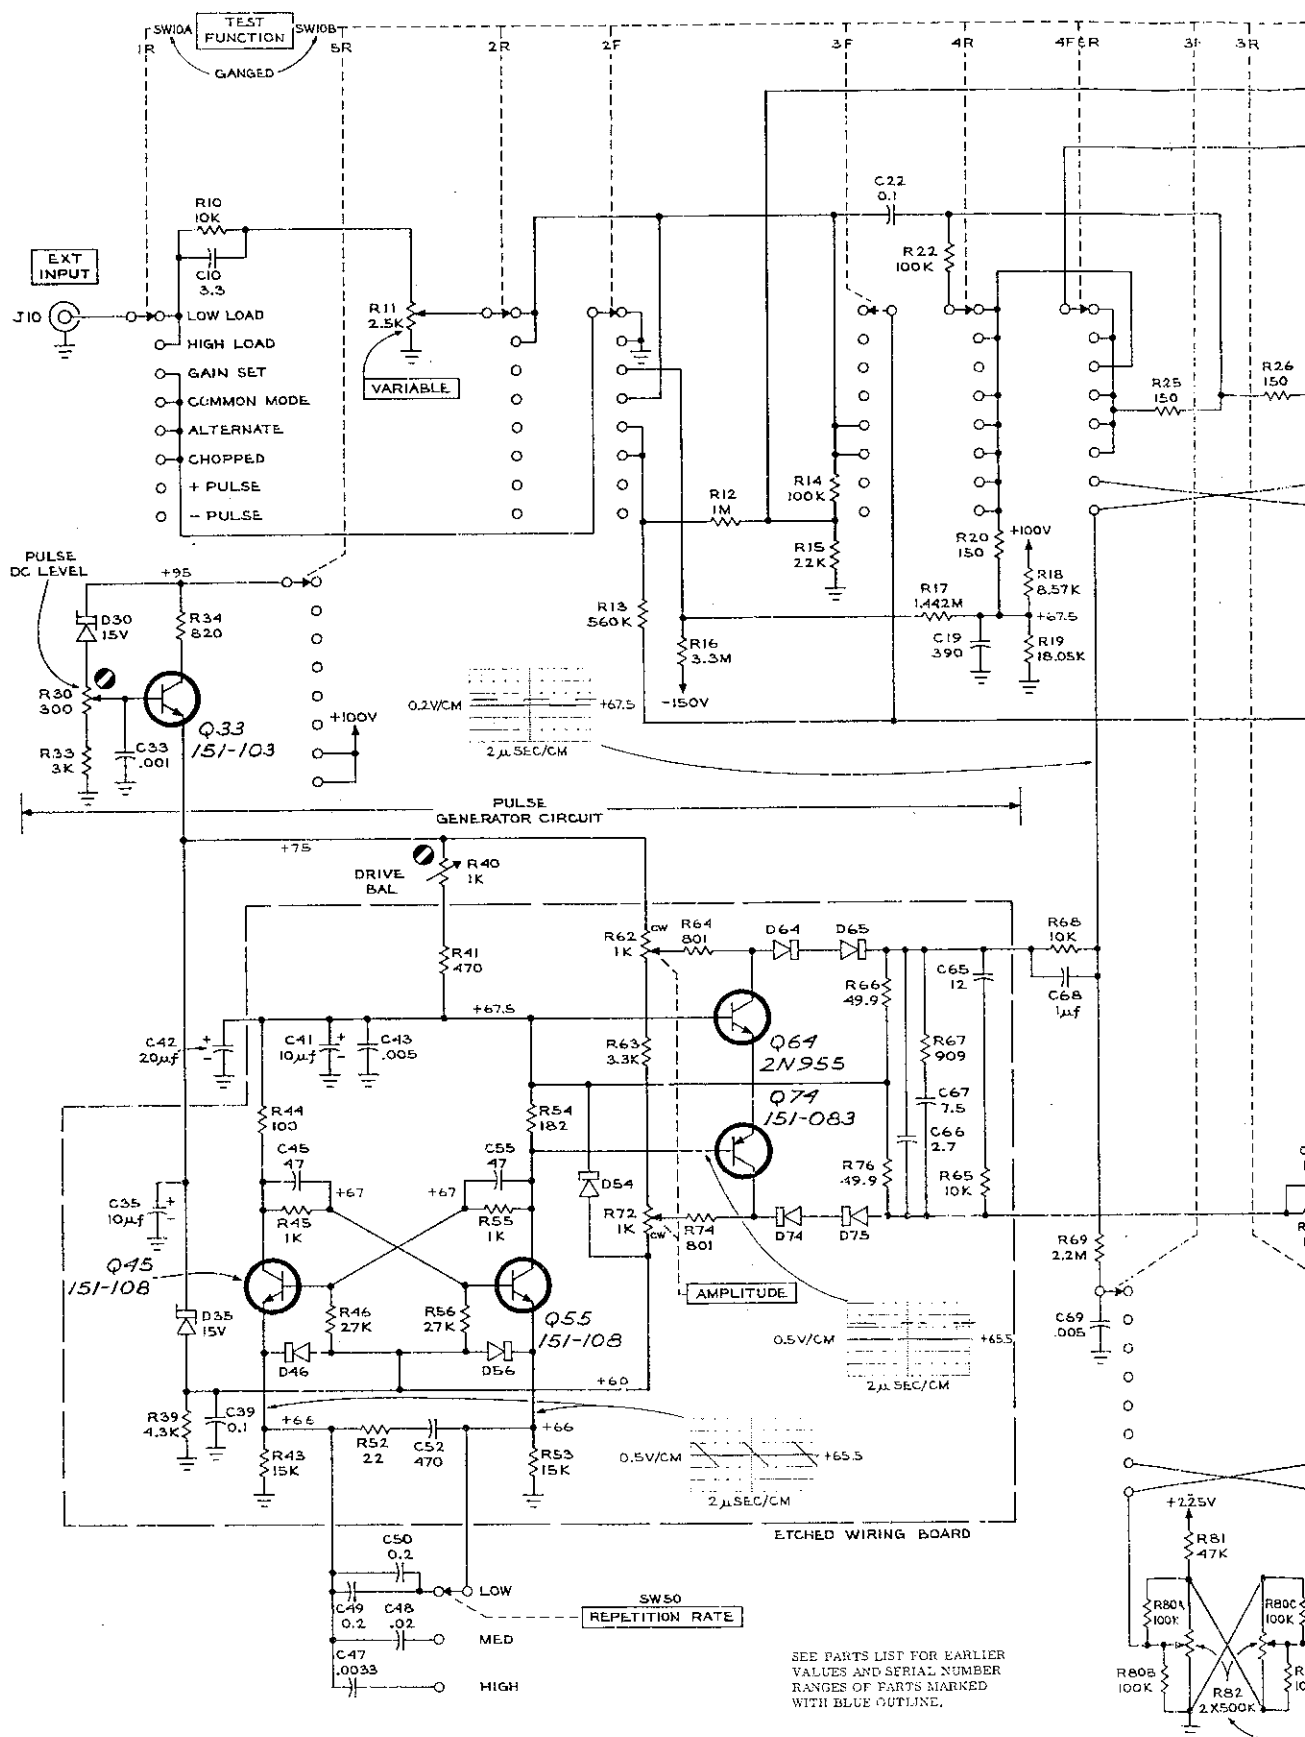 SW10A
TEST
FUNCTION
SW10B
1R
5R
2R
2F
3F
4R
4F&R
3R
GANGED
C22
0.1
R10
10K
C10
3.3
EXT
INPUT
J10
R11
2.5K
VARIABLE
R22
100K
LOW LOAD
HIGH LOAD
GAIN SET
COMMON MODE
ALTERNATE
CHOPPED
+ PULSE
- PULSE
R25
150
R26
150
R12
1M
R14
100K
R15
22K
R20
150
+100V
R18
8.57K
R17
1.442M
+67.5
R13
560K
R16
3.3M
-150V
C19
390
R19
18.05K
PULSE
DC LEVEL
+95
D30
15V
R34
820
R30
300
Q33
151-103
R33
3K
C33
.001
+100V
0.2V/CM
+67.5
2µSEC/CM
PULSE
GENERATOR CIRCUIT
+75
DRIVE
BAL
R40
1K
R41
470
R62
1K
CW
R64
801
D64
D65
R68
10K
C68
1µf
C65
12
R66
49.9
+67.5
C42
20µf
C41
10µf
C43
.005
R63
3.3K
Q64
2N955
R67
909
Q74
151-083
C67
7.5
R44
100
R54
182
C66
2.7
C45
47
C55
47
+67
+67
D54
R76
49.9
R65
10K
C35
10µf
R45
1K
R55
1K
R72
1K
CW
R74
801
D74
D75
R69
2.2M
Q45
151-108
AMPLITUDE
D35
15V
R46
27K
R56
27K
Q55
151-108
C69
.005
0.5V/CM
+65.5
2µSEC/CM
D46
D56
+60
R39
4.3K
C39
0.1
+66
R52
22
C52
470
+66
R43
15K
R53
15K
0.5V/CM
+65.5
2µSEC/CM
+225V
ETCHED WIRING BOARD
R81
47K
C50
0.2
LOW
C49
0.2
C48
.02
SW50
REPETITION RATE
MED
C47
.0033
HIGH
R80A
100K
R80C
100K
R80B
100K
R82
2X500K
SEE PARTS LIST FOR EARLIER
VALUES AND SERIAL NUMBER
RANGES OF PARTS MARKED
WITH BLUE OUTLINE.